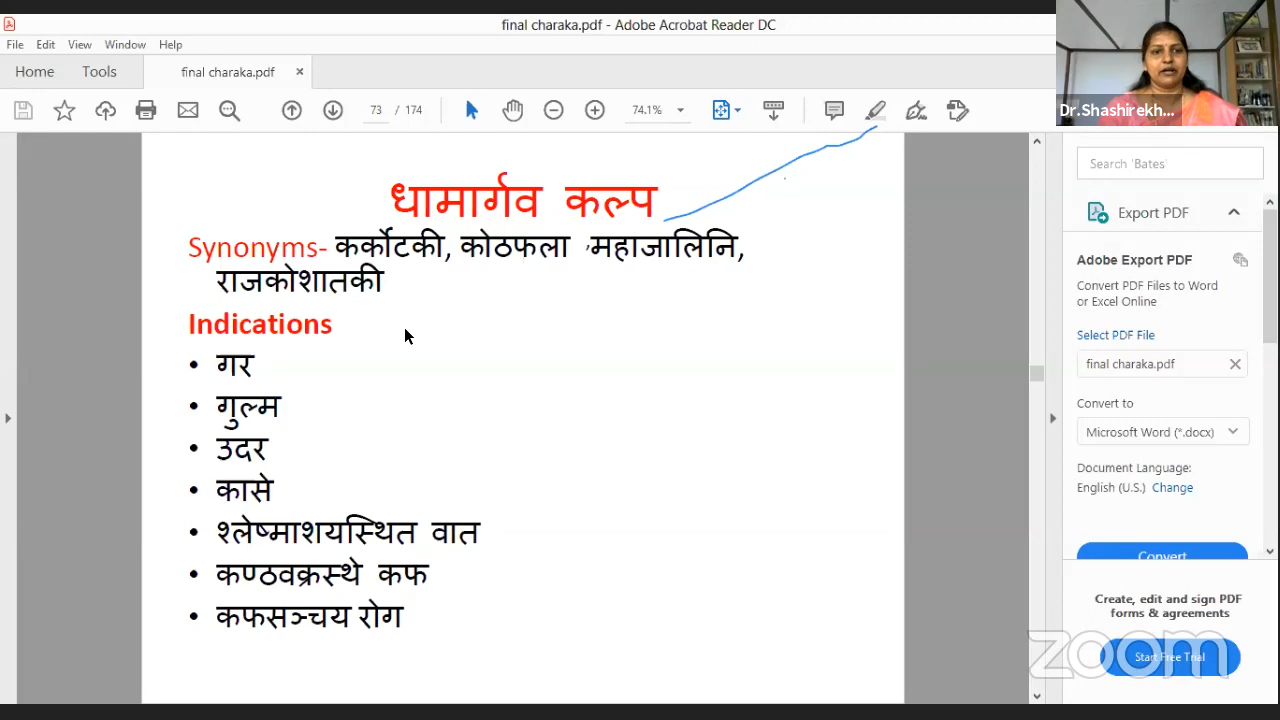 final charaka.pdf - Adobe Acrobat Reader DC
File Edit View Window Help
Home Tools final charaka.pdf ×
73 / 174 74.1%
Dr.Shashirekh...
धामार्गव कल्प
Synonyms- कर्कोटकी, कोठफला ,महाजालिनि,
राजकोशातकी
Indications
• गर
• गुल्म
• उदर
• कासे
• श्लेष्माशयस्थित वात
• कण्ठवक्रस्थे कफ
• कफसञ्चय रोग
Search 'Bates'
Export PDF
Adobe Export PDF
Convert PDF Files to Word
or Excel Online
Select PDF File
final charaka.pdf
Convert to
Microsoft Word (*.docx)
Document Language:
English (U.S.) Change
Convert
Create, edit and sign PDF
forms & agreements
Start Free Trial
zoom